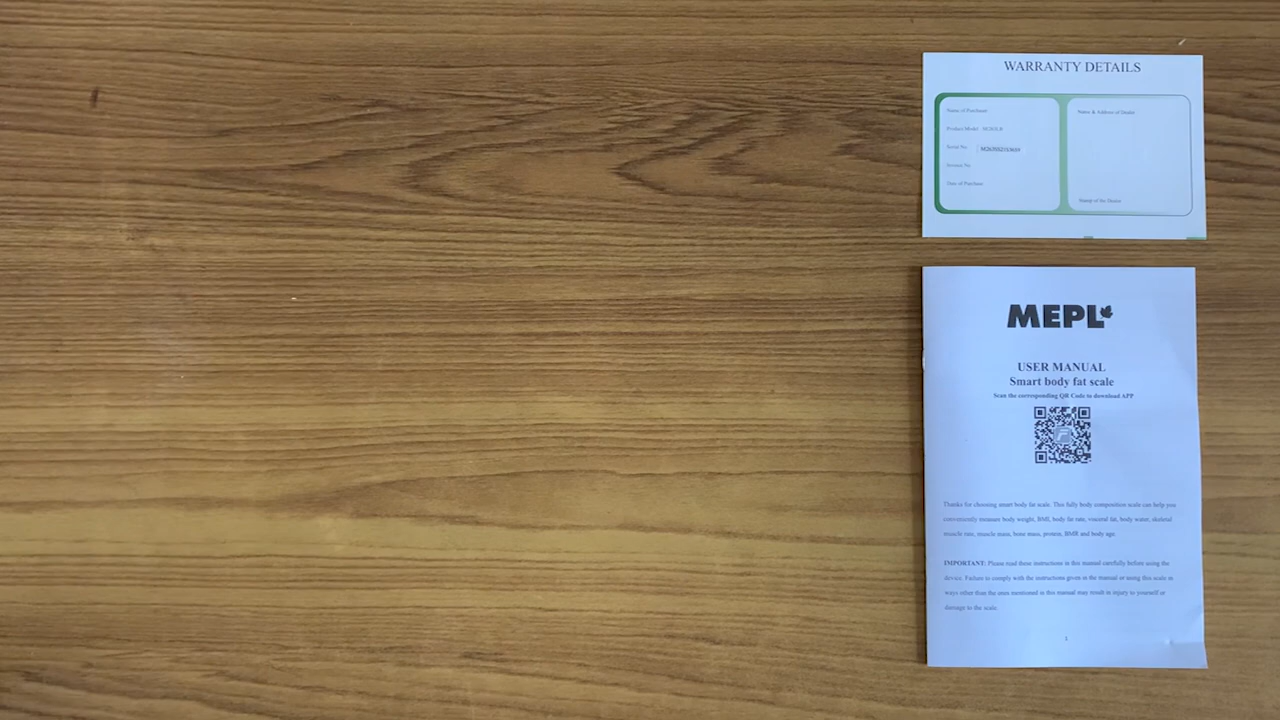 WARRANTY DETAILS
Name of Purchaser
Name & Address of Dealer
Product Model
Serial No.
Invoice No
Date of Purchase
Stamp of the Dealer
MEPL
USER MANUAL
Smart body fat scale
Scan the corresponding QR Code to download APP
Thanks for choosing smart body fat scale. This fully body composition scale can help you
conveniently measure body weight, BMI, body fat rate, visceral fat, body water, skeletal
muscle rate, muscle mass, bone mass, protein, BMR and body age.
IMPORTANT: Please read these instructions in this manual carefully before using the
device. Failure to comply with the instructions given in the manual or using this scale in
ways other than the ones mentioned in this manual may result in injury to yourself or
damage to the scale.
1